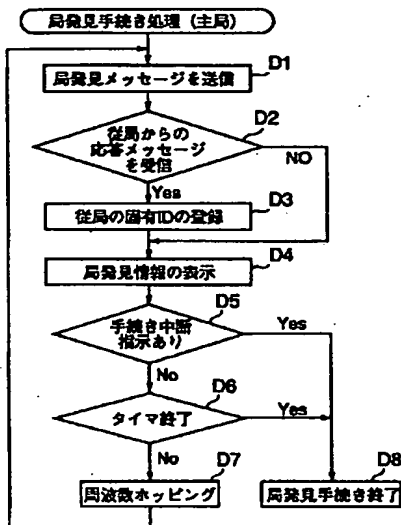 局発見手続き処理（主局）
D1
局発見メッセージを送信
D2
従局からの
応答メッセージ
を受信
NO
Yes
D3
従局の固有IDの登録
D4
局発見情報の表示
D5
手続き中断
指示あり
Yes
No
D6
タイマ終了
Yes
No
D7
周波数ホッピング
D8
局発見手続き終了